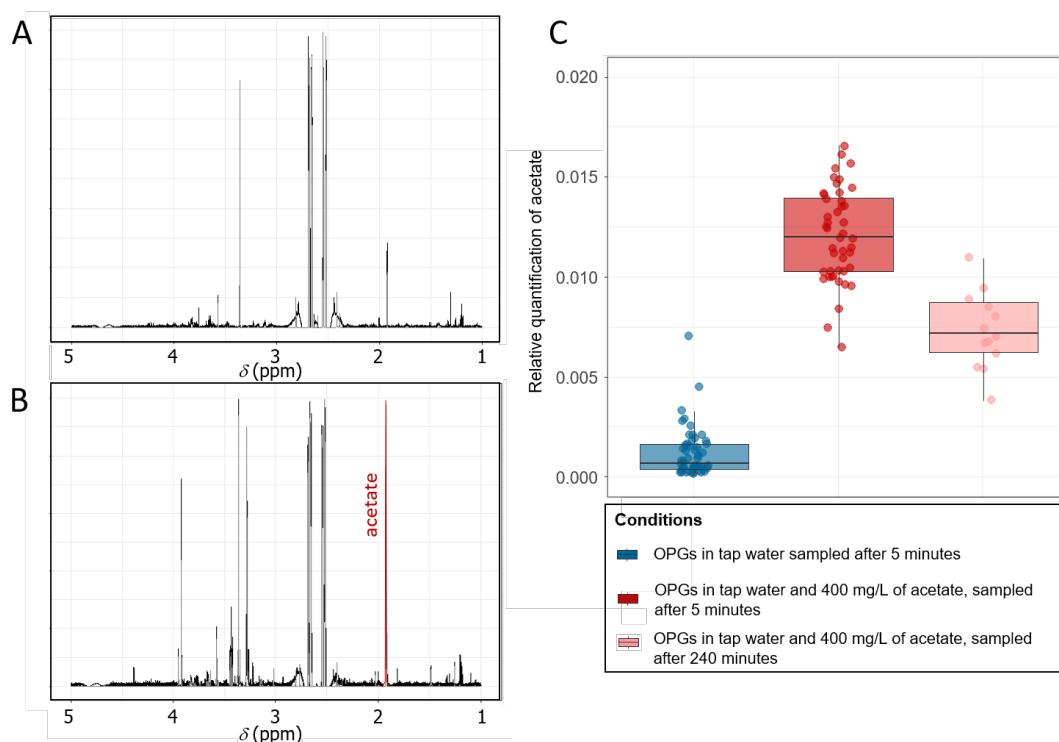 A
5
4
3
2
1
δ (ppm)
B
acetate
5
4
3
2
1
δ (ppm)
C
Relative quantification of acetate
0.020
0.015
0.010
0.005
0.000
Conditions
OPGs in tap water sampled after 5 minutes
OPGs in tap water and 400 mg/L of acetate, sampled
after 5 minutes
OPGs in tap water and 400 mg/L of acetate, sampled
after 240 minutes